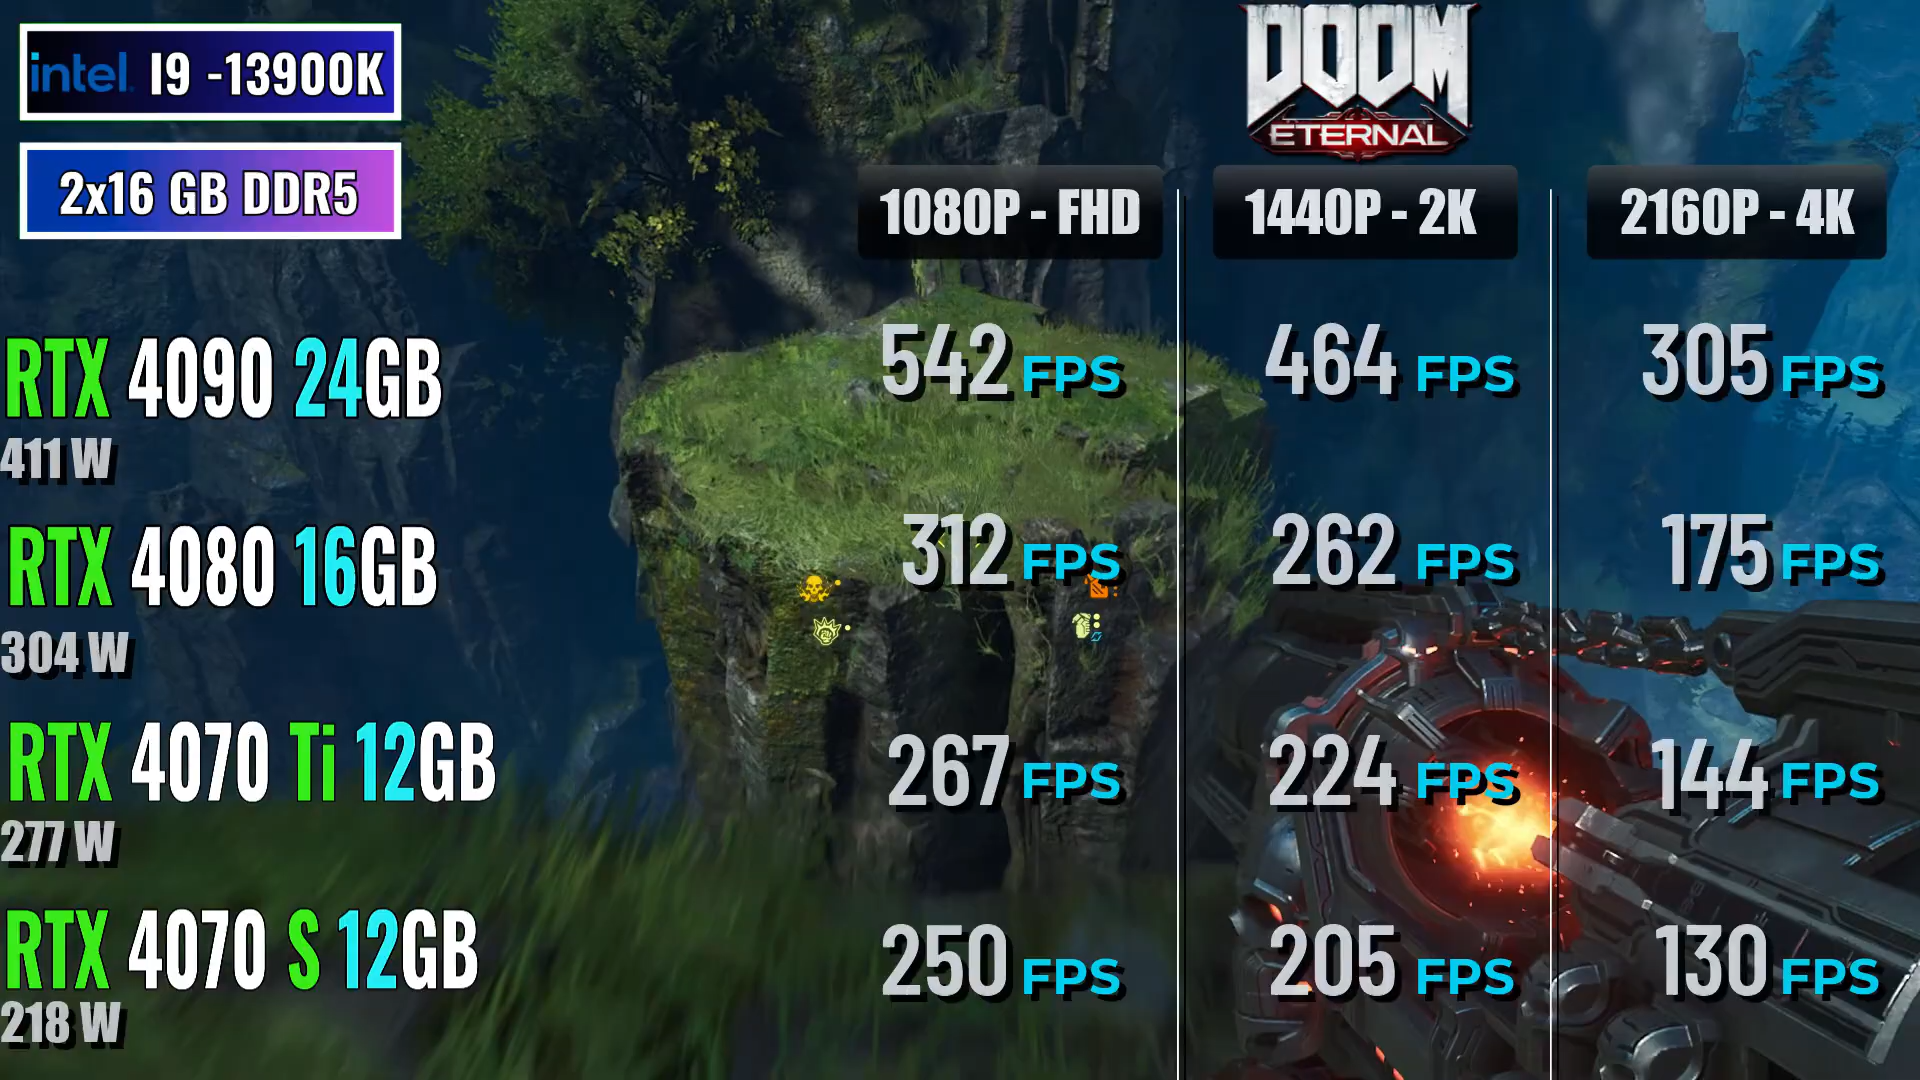 intel I9 -13900K
2x16 GB DDR5
DOOM
ETERNAL
1080P - FHD 1440P - 2K 2160P - 4K
RTX 4090 24GB 542 FPS 464 FPS 305 FPS
411 W
RTX 4080 16GB 312 FPS 262 FPS 175 FPS
304 W
RTX 4070 Ti 12GB 267 FPS 224 FPS 144 FPS
277 W
RTX 4070 S 12GB 250 FPS 205 FPS 130 FPS
218 W